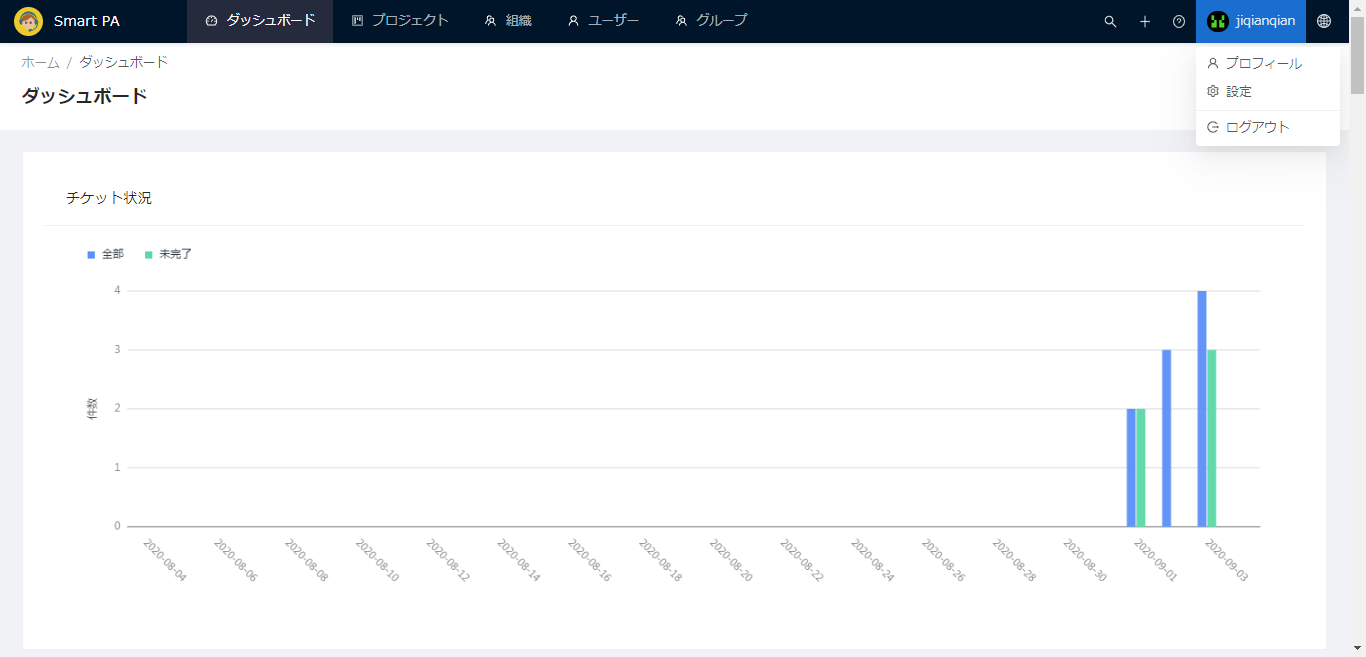 Smart PA ダッシュボード プロジェクト 組織 ユーザー グループ jiqianqian
ホーム / ダッシュボード
ダッシュボード
プロフィール
設定
ログアウト
チケット状況
全部 未完了
4
3
2
1
0
件数
2020-08-04 2020-08-06 2020-08-08 2020-08-10 2020-08-12 2020-08-14 2020-08-16 2020-08-18 2020-08-20 2020-08-22 2020-08-24 2020-08-26 2020-08-28 2020-08-30 2020-09-01 2020-09-03